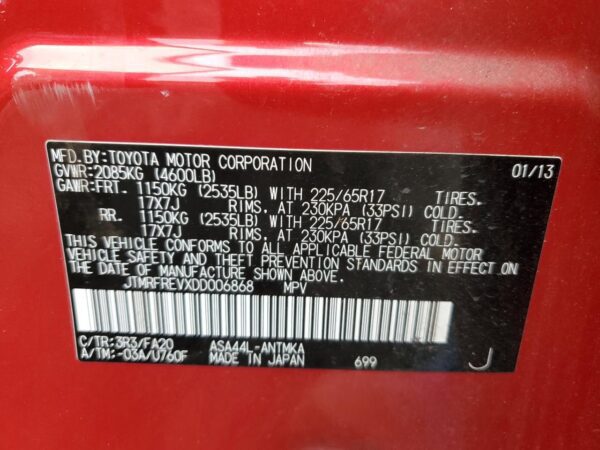 MFD.BY:TOYOTA MOTOR CORPORATION 01/13
GVWR:2085KG (4600LB)
GAWR:FRT. 1150KG (2535LB) WITH 225/65R17 TIRES.
17X7J RIMS. AT 230KPA (33PSI) COLD.
RR. 1150KG (2535LB) WITH 225/65R17 TIRES.
17X7J RIMS. AT 230KPA (33PSI) COLD.
THIS VEHICLE CONFORMS TO ALL APPLICABLE FEDERAL MOTOR
VEHICLE SAFETY AND THEFT PREVENTION STANDARDS IN EFFECT ON
THE DATE OF MANUFACTURE SHOWN ABOVE.
JTMRFREVXDD006868 MPV
C/TR:3R3/FA20 ASA44L-ANTMKA
A/TM:-03A/U760F MADE IN JAPAN 699 J